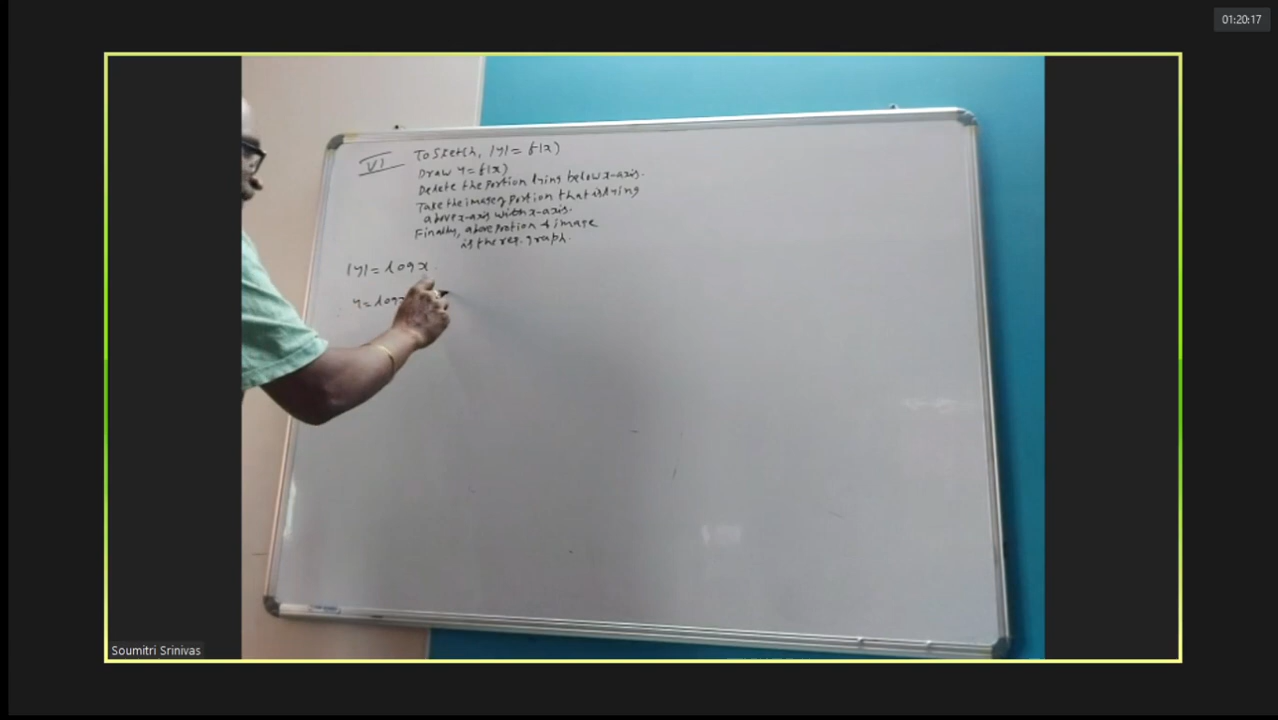 01:20:17
VI To Sketch, |y| = f(x)
Draw y = f(x)
Delete the portion lying below x-axis.
Take the image of portion that is lying
above x-axis with x-axis.
Finally, above portion & image
is the req. graph.
|y| = log x
y = log x
Soumitri Srinivas